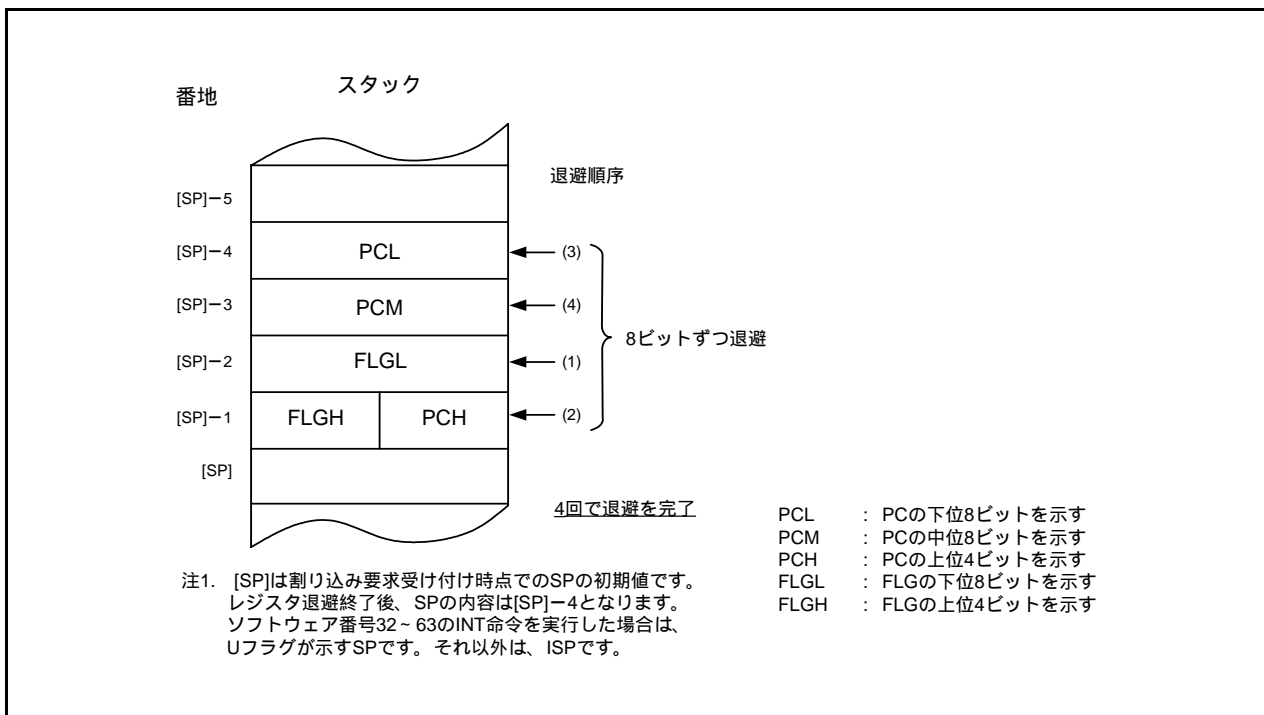 番地 スタック
退避順序
[SP]－5
[SP]－4 PCL (3)
[SP]－3 PCM (4)
8ビットずつ退避
[SP]－2 FLGL (1)
[SP]－1 FLGH PCH (2)
[SP]
4回で退避を完了
PCL : PCの下位8ビットを示す
PCM : PCの中位8ビットを示す
PCH : PCの上位4ビットを示す
FLGL : FLGの下位8ビットを示す
FLGH : FLGの上位4ビットを示す
注1. [SP]は割り込み要求受け付け時点でのSPの初期値です。
レジスタ退避終了後、SPの内容は[SP]－4となります。
ソフトウェア番号32～63のINT命令を実行した場合は、
Uフラグが示すSPです。それ以外は、ISPです。